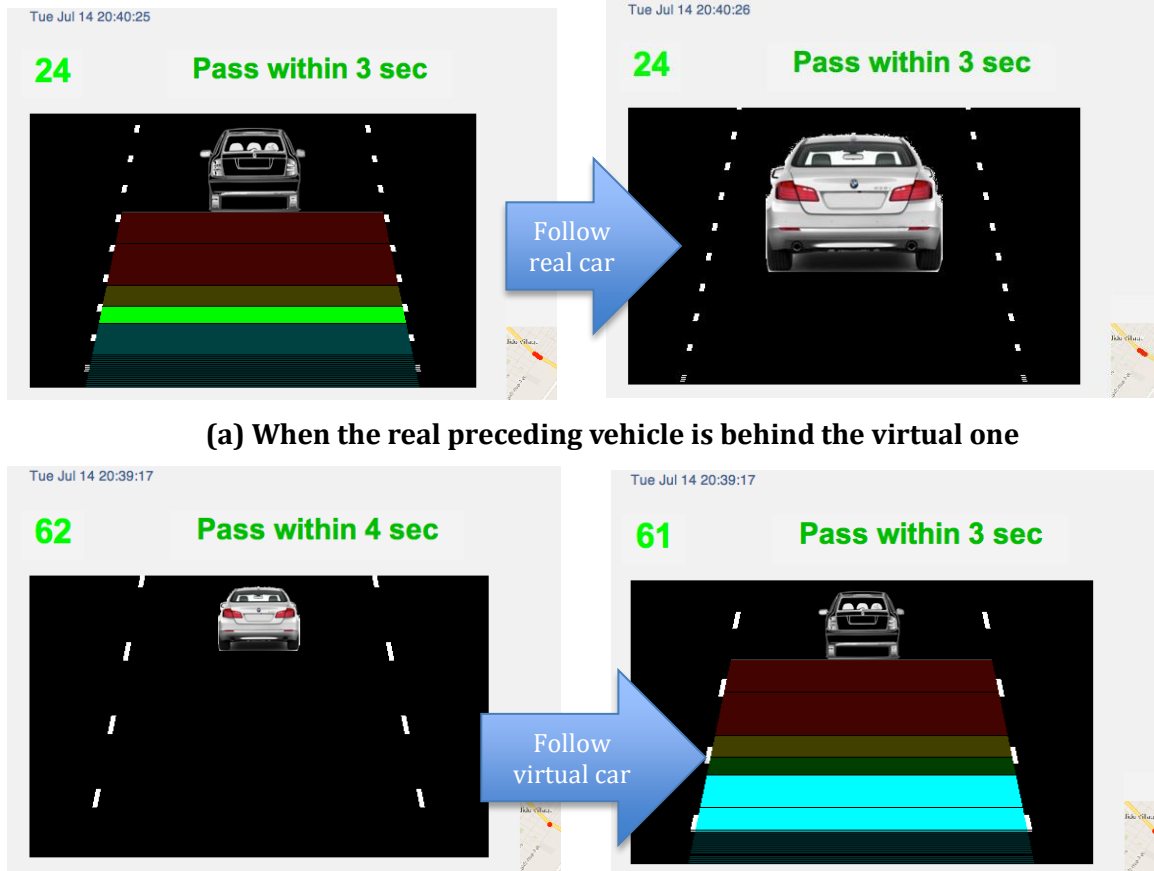 Tue Jul 14 20:40:25
24
Pass within 3 sec
Tue Jul 14 20:40:26
24
Pass within 3 sec
Follow
real car
(a) When the real preceding vehicle is behind the virtual one
Tue Jul 14 20:39:17
62
Pass within 4 sec
Tue Jul 14 20:39:17
61
Pass within 3 sec
Follow
virtual car